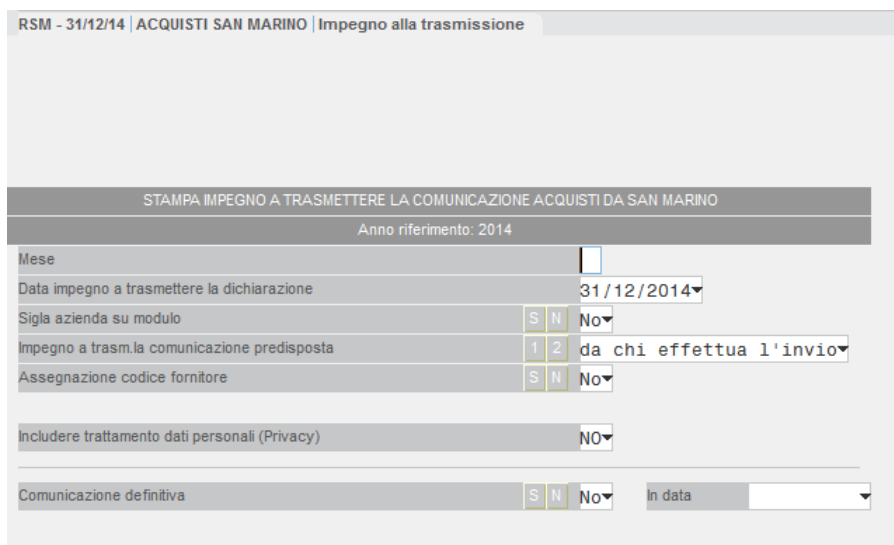 RSM - 31/12/14 | ACQUISTI SAN MARINO | Impegno alla trasmissione
STAMPA IMPEGNO A TRASMETTERE LA COMUNICAZIONE ACQUISTI DA SAN MARINO
Anno riferimento: 2014
Mese
Data impegno a trasmettere la dichiarazione 31/12/2014
Sigla azienda su modulo S N No
Impegno a trasm.la comunicazione predisposta 1 2 da chi effettua l'invio
Assegnazione codice fornitore S N No
Includere trattamento dati personali (Privacy) NO
Comunicazione definitiva S N No In data